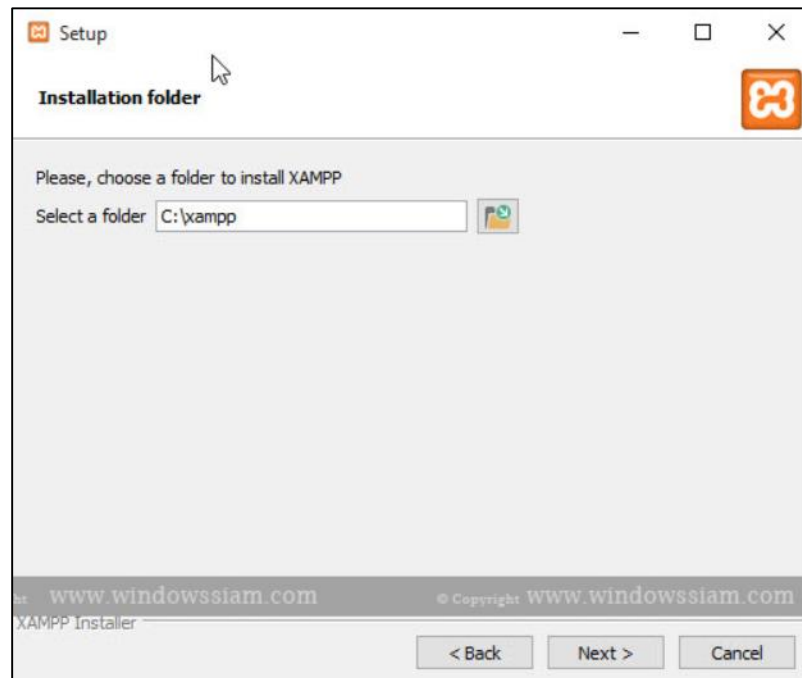 Setup
Installation folder
Please, choose a folder to install XAMPP
Select a folder C:\xampp
ht www.windowssiam.com © Copyright www.windowssiam.com
XAMPP Installer
< Back Next > Cancel